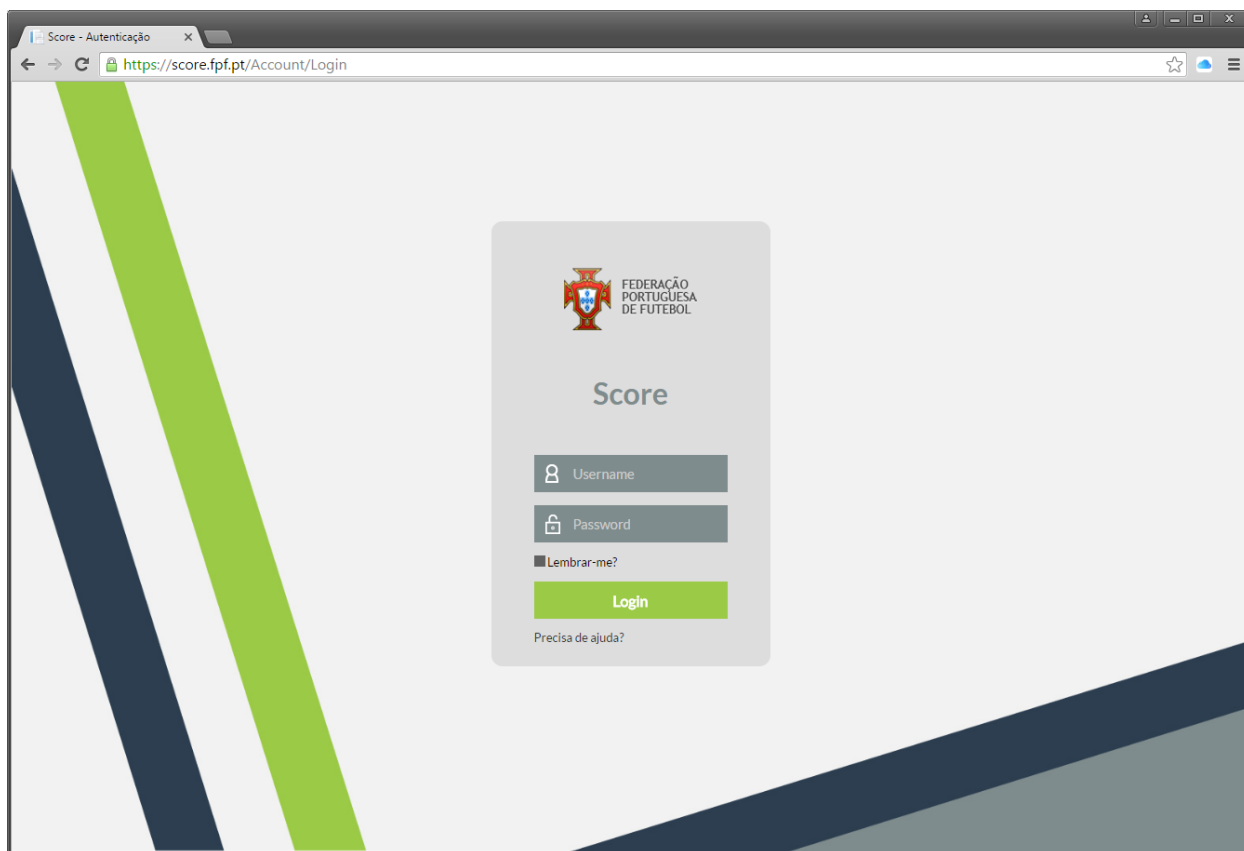 Score - Autenticação
https://score.fpf.pt/Account/Login
FEDERAÇÃO
PORTUGUESA
DE FUTEBOL
Score
Username
Password
Lembrar-me?
Login
Precisa de ajuda?